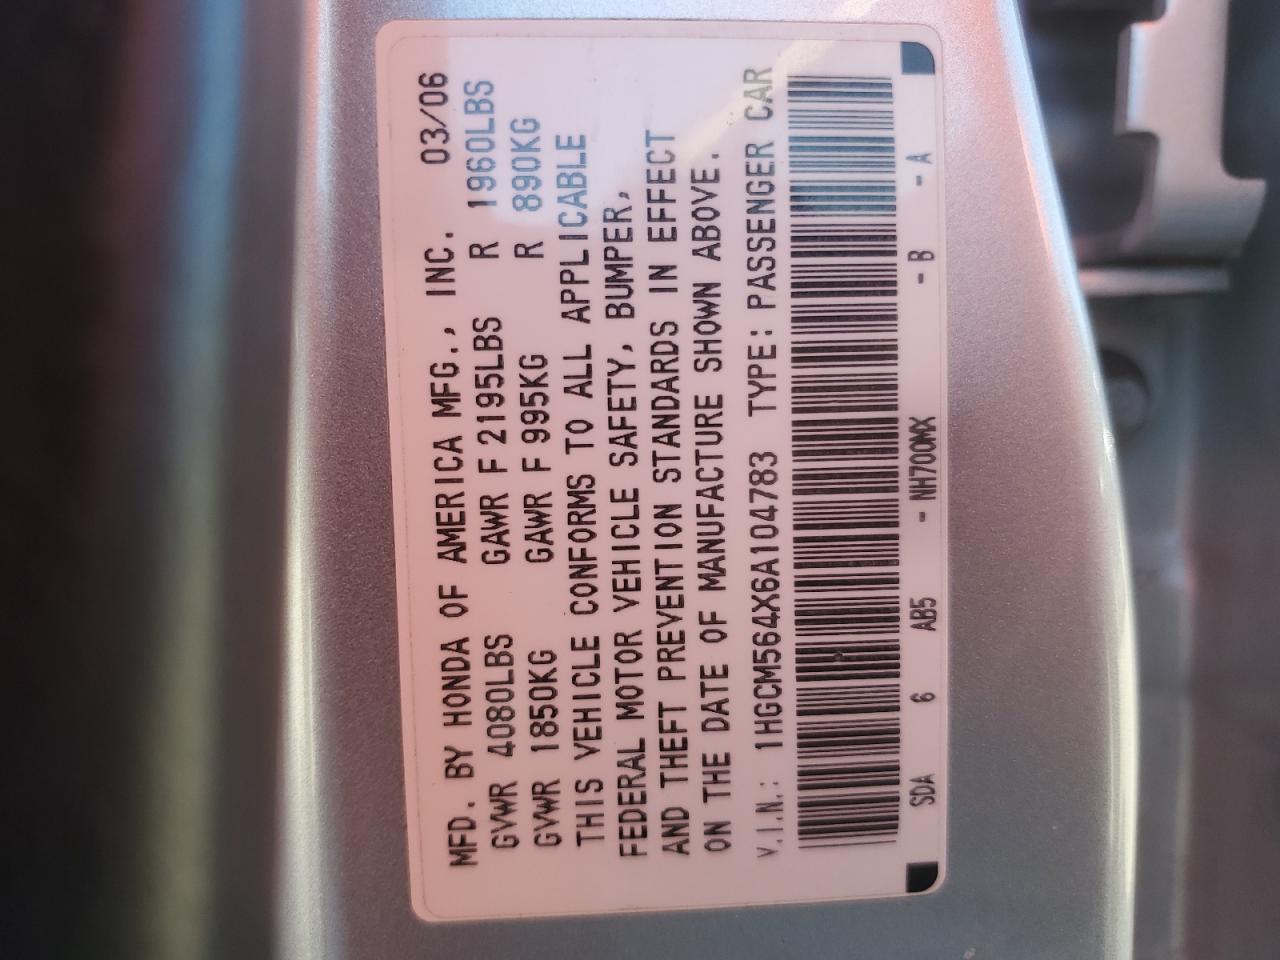 MFD. BY HONDA OF AMERICA MFG., INC. 03/06
GVWR 4080LBS GAWR F 2195LBS R 1960LBS
GVWR 1850KG GAWR F 995KG R 890KG
THIS VEHICLE CONFORMS TO ALL APPLICABLE
FEDERAL MOTOR VEHICLE SAFETY, BUMPER,
AND THEFT PREVENTION STANDARDS IN EFFECT
ON THE DATE OF MANUFACTURE SHOWN ABOVE.
V.I.N.: 1HGCM564X6A104783 TYPE: PASSENGER CAR
SDA 6 AB5 - NH700MX - B - A